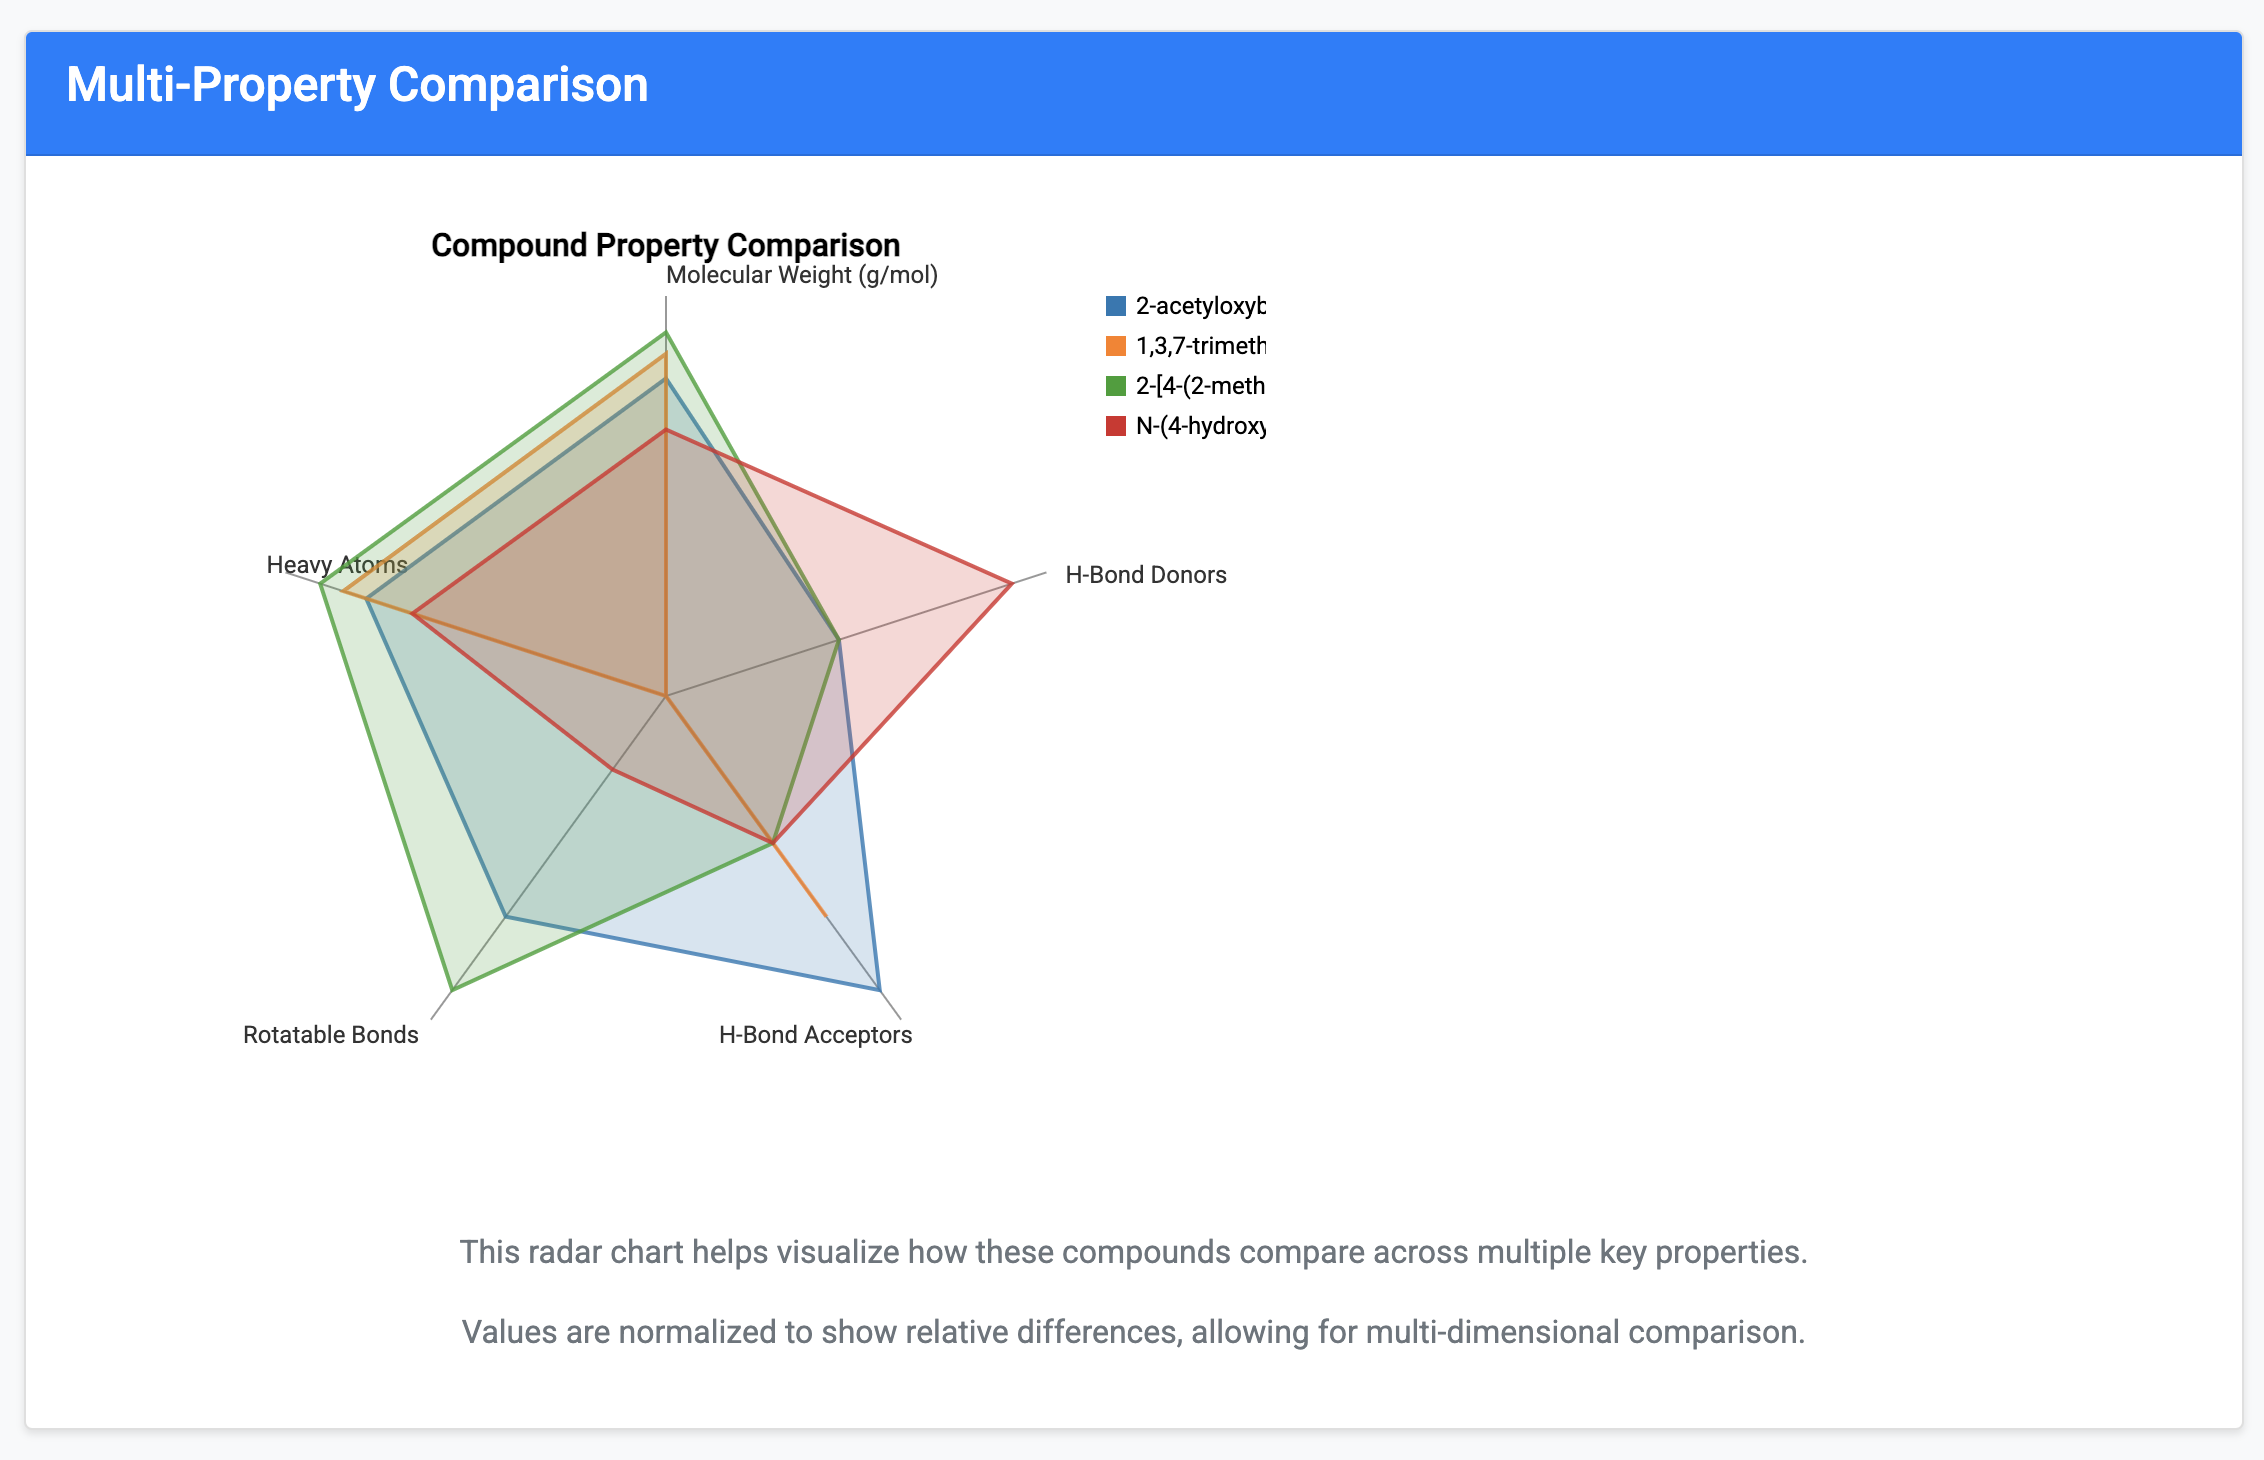 Multi-Property Comparison
Compound Property Comparison
Molecular Weight (g/mol)
2-acetyloxyb
1,3,7-trimeth
2-[4-(2-meth
N-(4-hydroxy
Heavy Atoms
H-Bond Donors
Rotatable Bonds
H-Bond Acceptors
This radar chart helps visualize how these compounds compare across multiple key properties.
Values are normalized to show relative differences, allowing for multi-dimensional comparison.